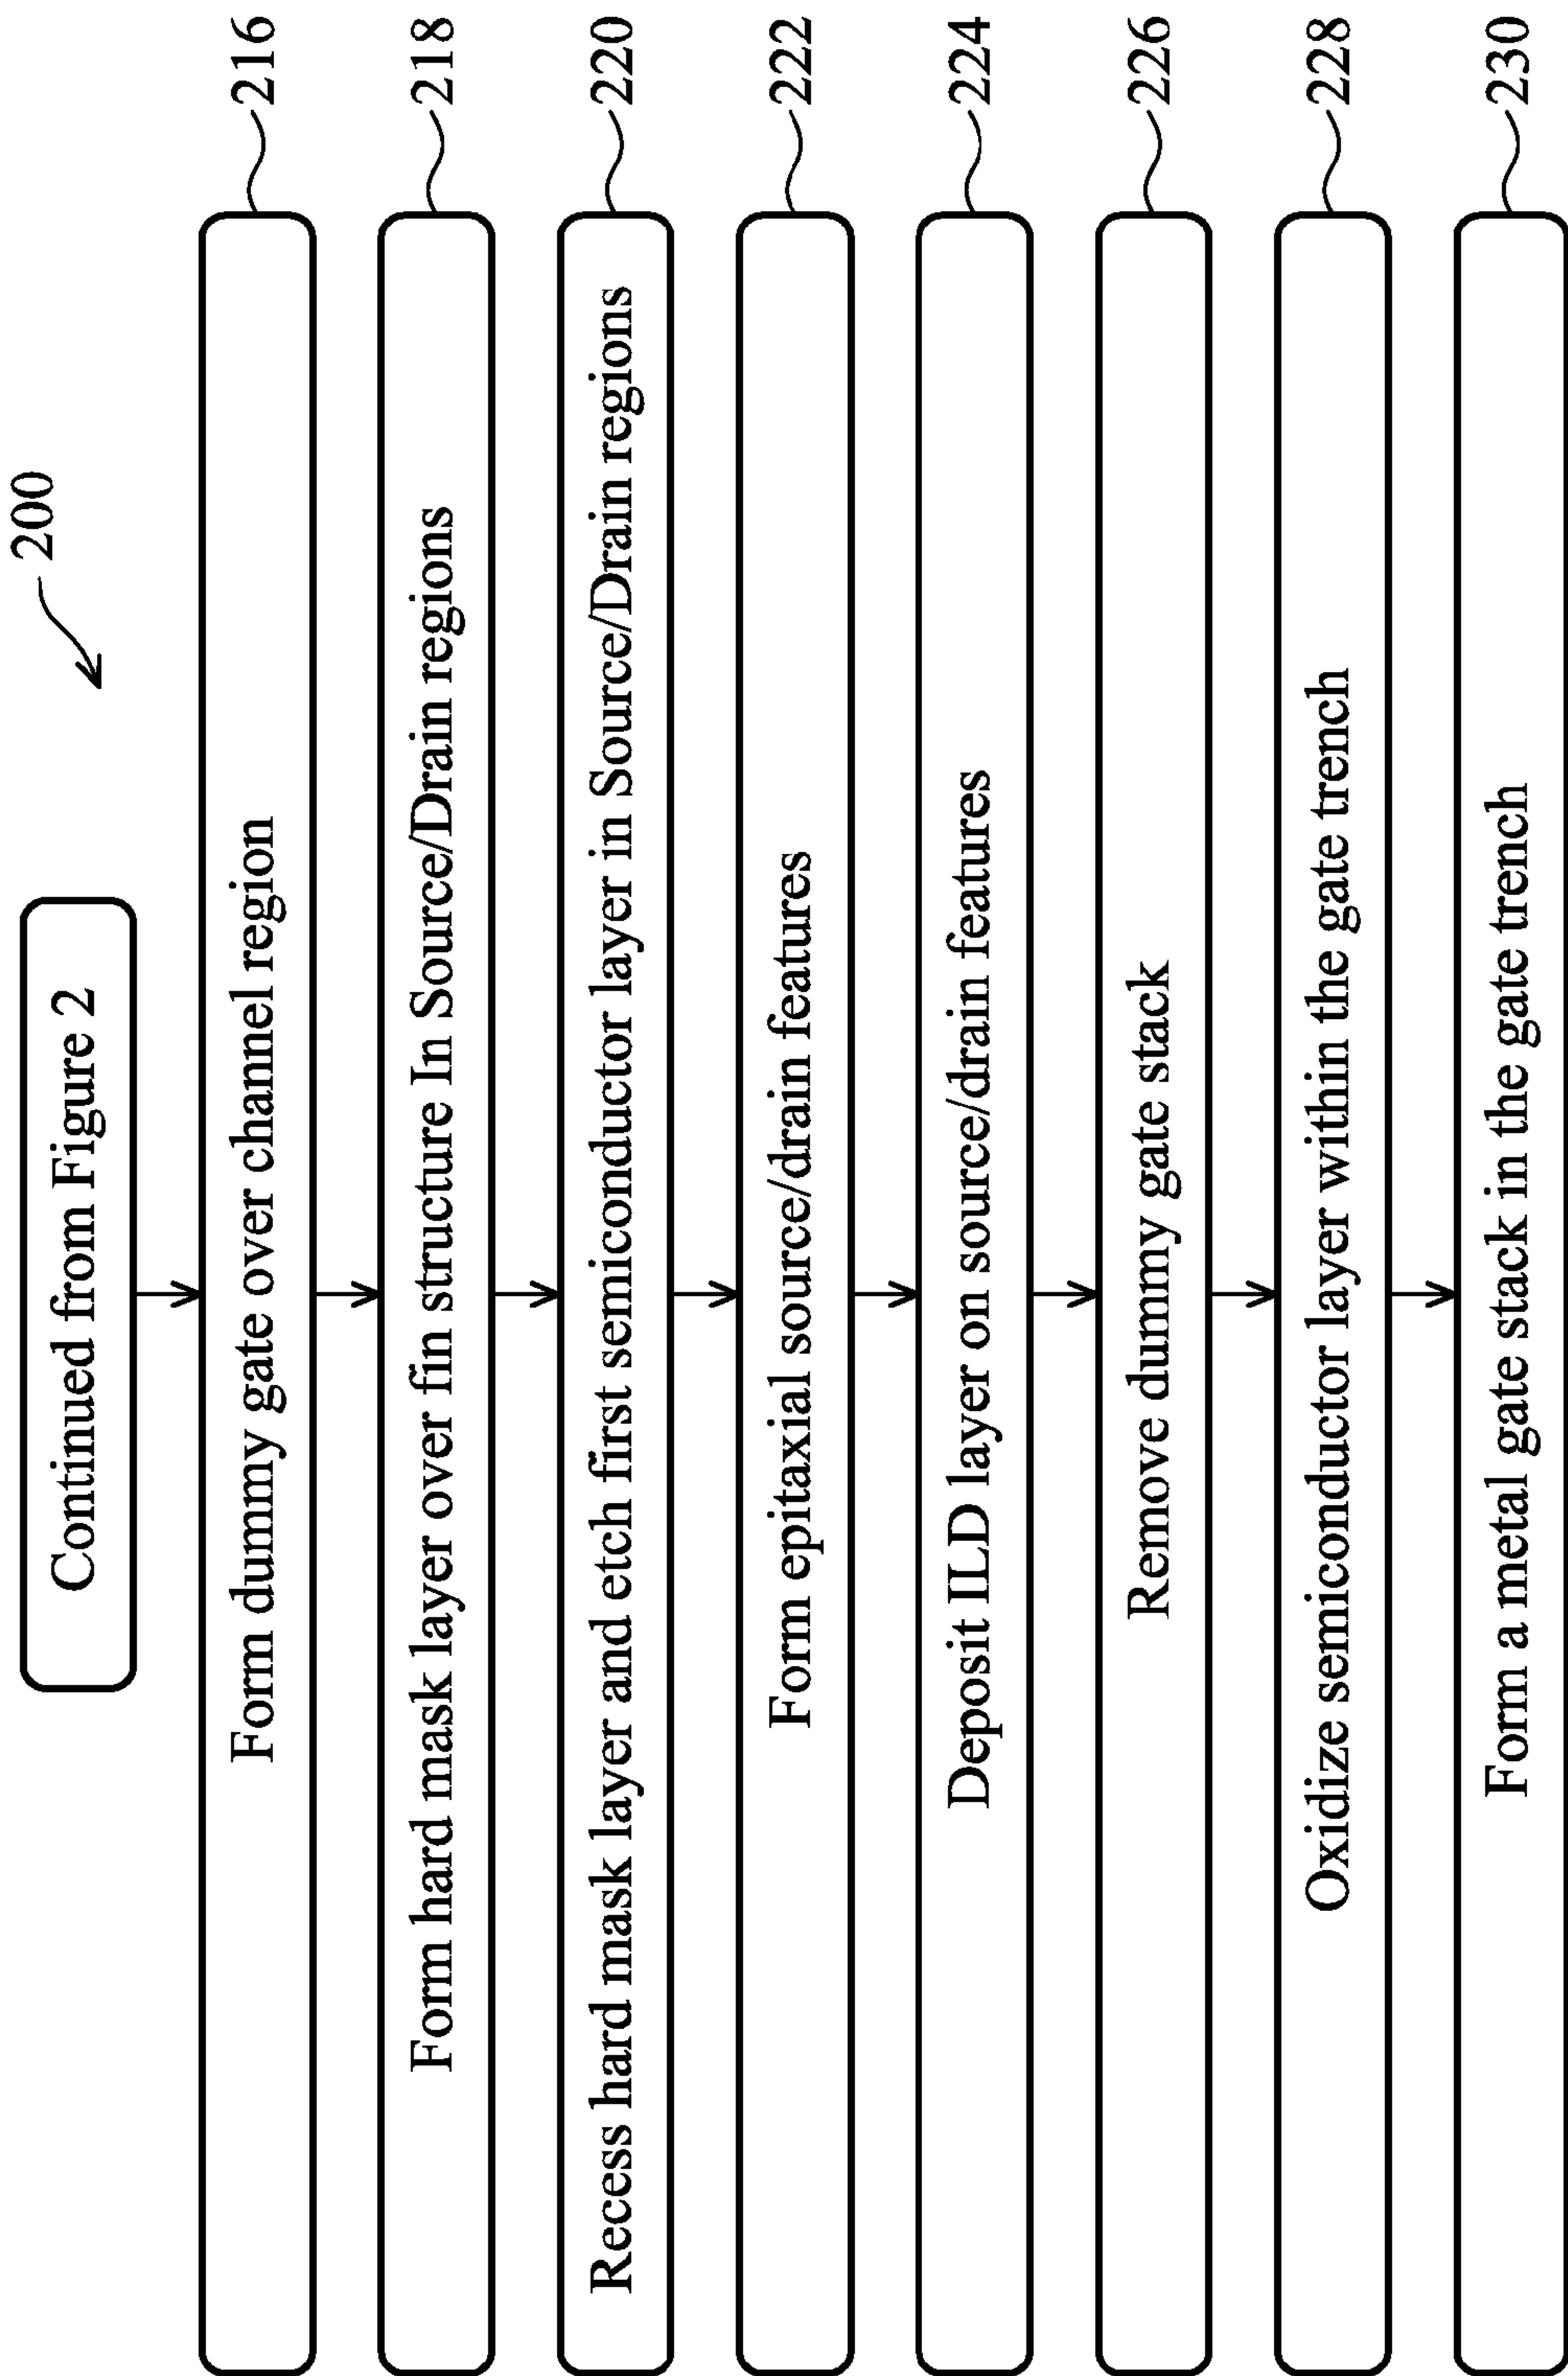 200
Continued from Figure 2
Form dummy gate over channel region
216
Form hard mask layer over fin structure In Source/Drain regions
218
Recess hard mask layer and etch first semiconductor layer in Source/Drain regions
220
Form epitaxial source/drain features
222
Deposit ILD layer on source/drain features
224
Remove dummy gate stack
226
Oxidize semiconductor layer within the gate trench
228
Form a metal gate stack in the gate trench
230